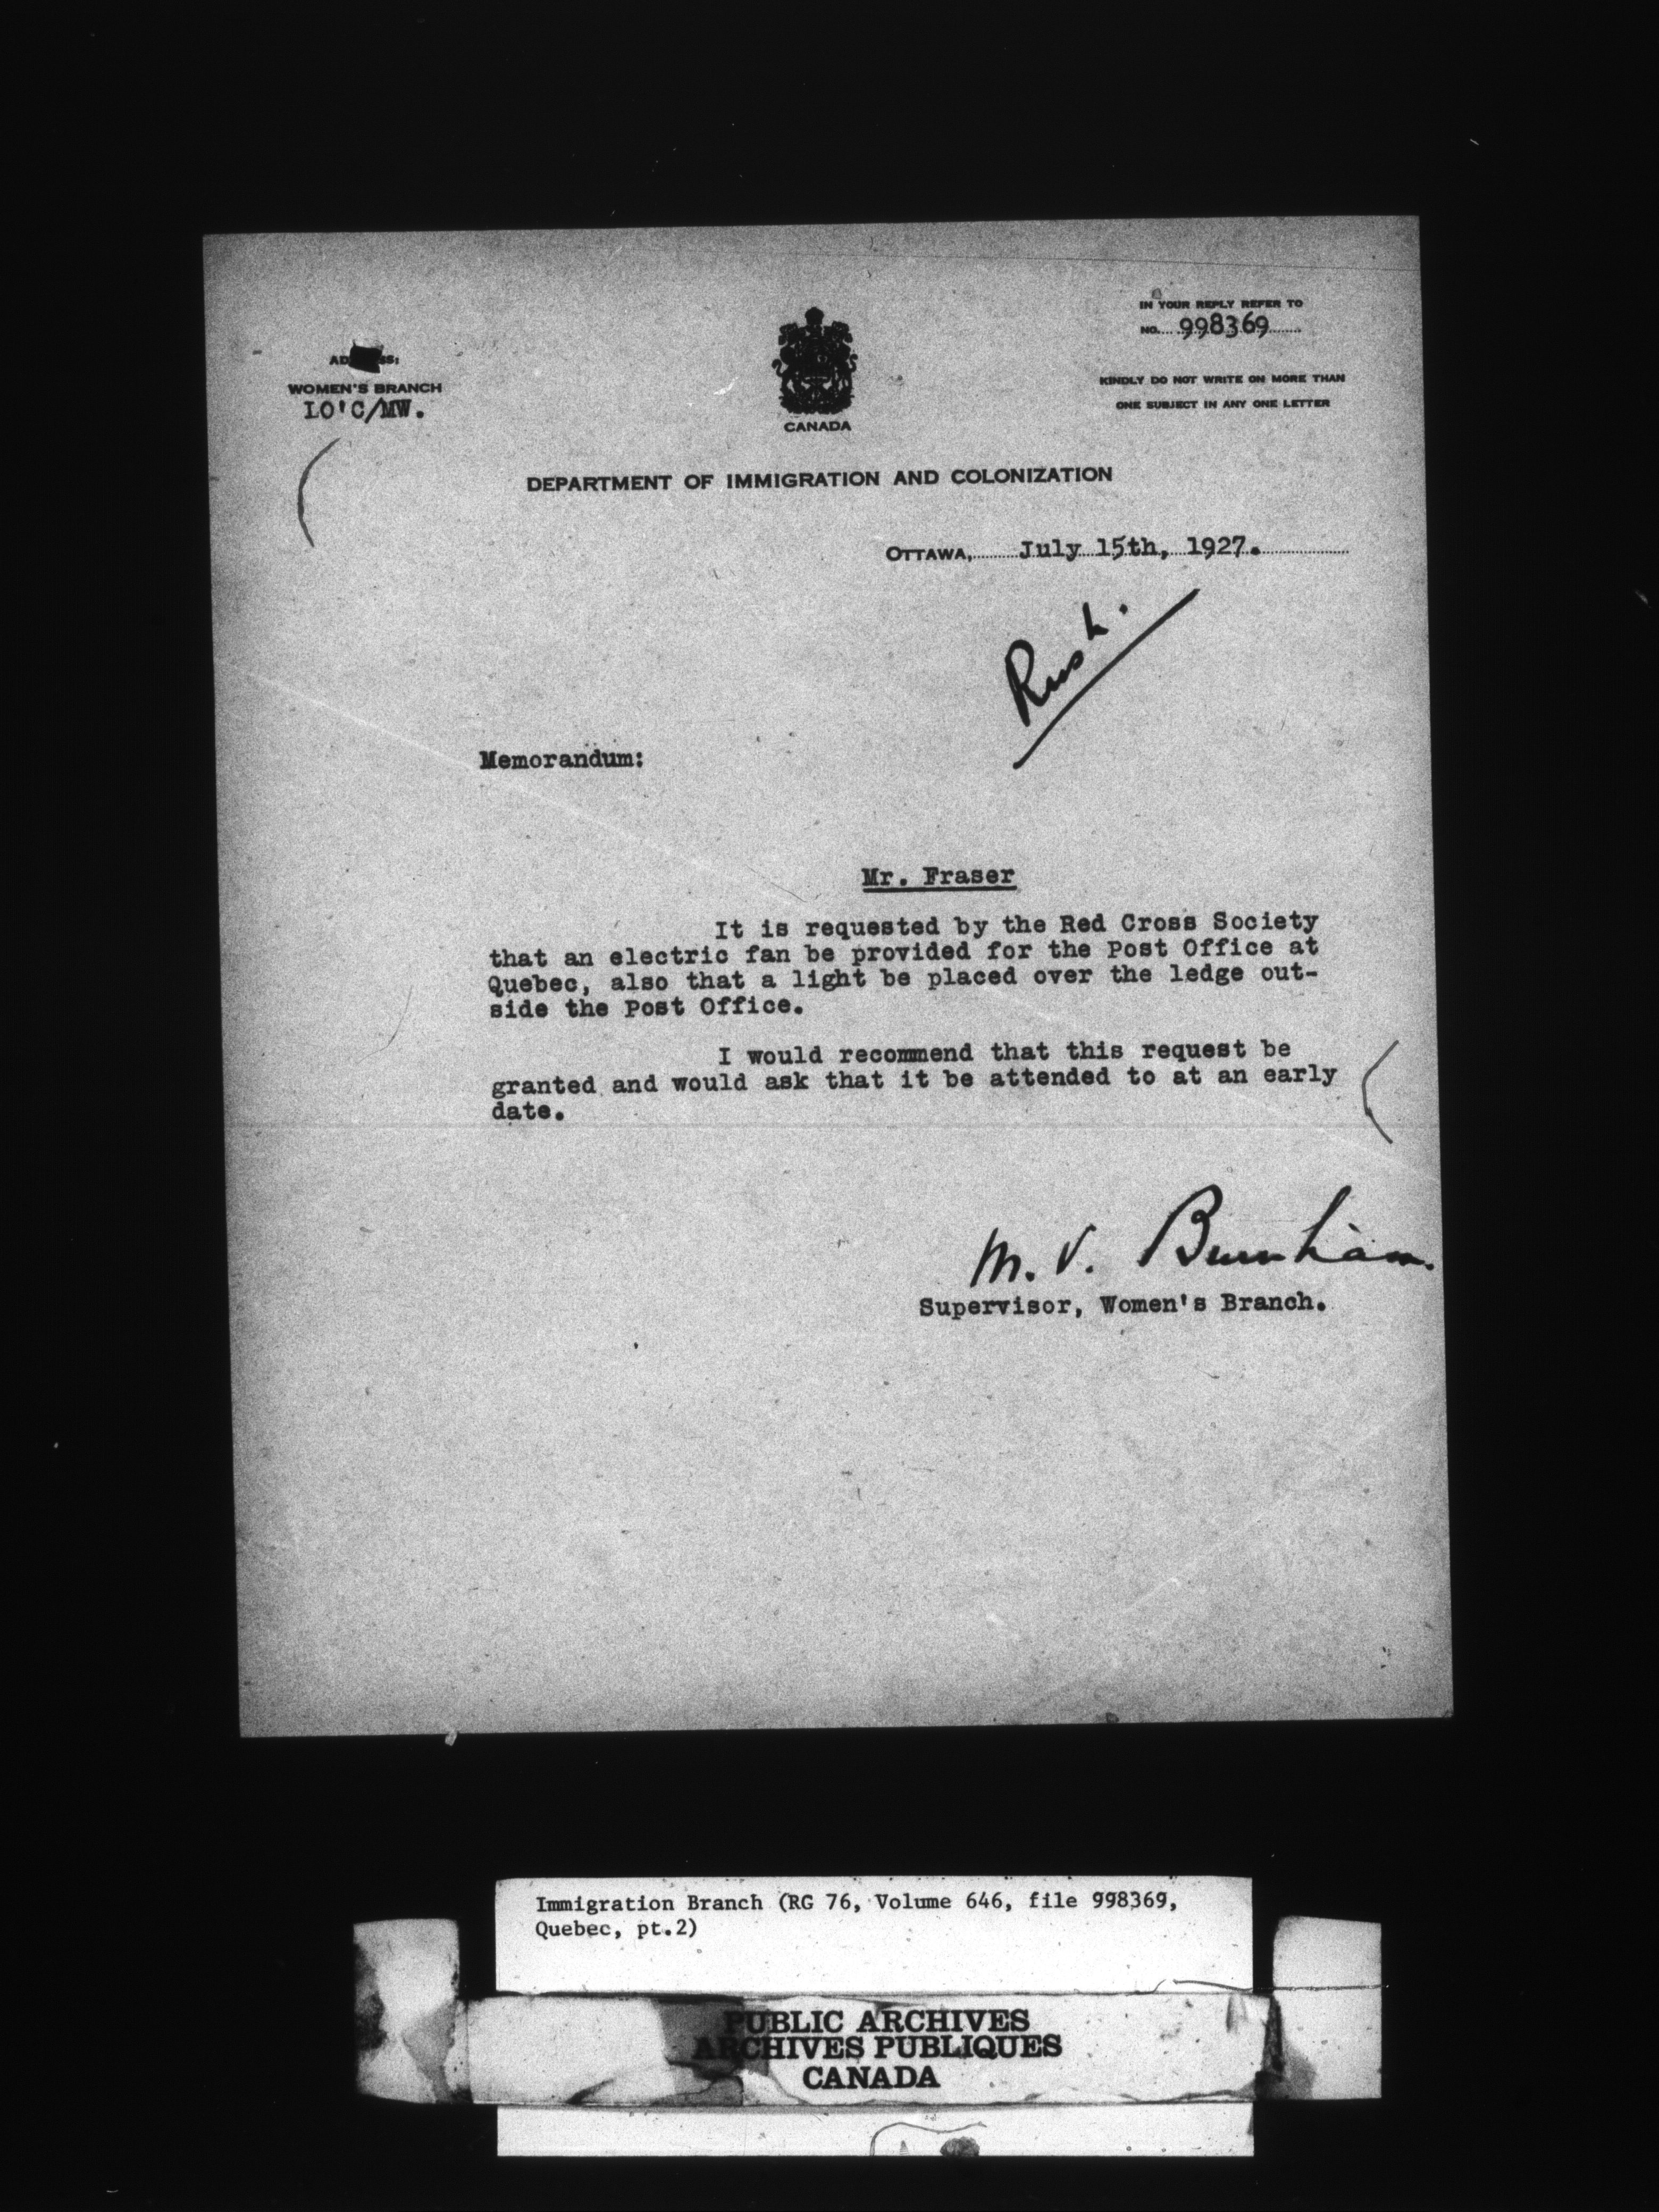 IN YOUR REPLY REFER TO
NO. 998369
ADDRESS:
WOMEN'S BRANCH
LO'C/MW.
KINDLY DO NOT WRITE ON MORE THAN
ONE SUBJECT IN ANY ONE LETTER
CANADA
DEPARTMENT OF IMMIGRATION AND COLONIZATION
OTTAWA, July 15th, 1927.
Rush.
Memorandum:
Mr. Fraser
It is requested by the Red Cross Society
that an electric fan be provided for the Post Office at
Quebec, also that a light be placed over the ledge out-
side the Post Office.
I would recommend that this request be
granted and would ask that it be attended to at an early
date.
M. V. Burnham.
Supervisor, Women's Branch.
Immigration Branch (RG 76, Volume 646, file 998369,
Quebec, pt.2)
PUBLIC ARCHIVES
ARCHIVES PUBLIQUES
CANADA